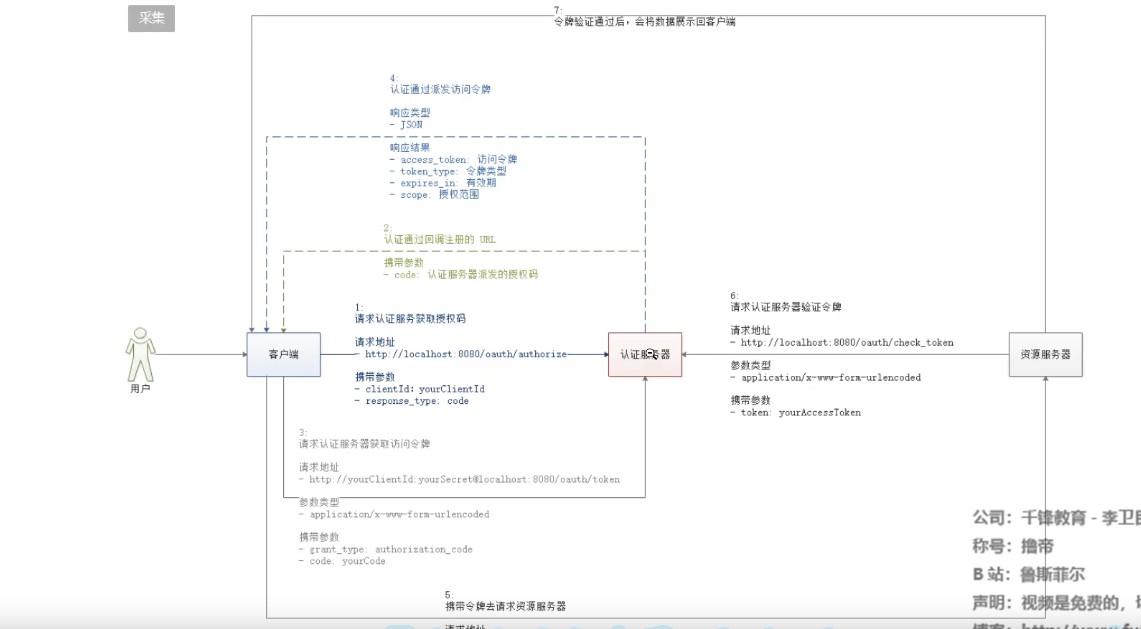 采集
7:
令牌验证通过后，会将数据展示回客户端
4:
认证通过派发访问令牌
响应类型
- JSON
响应结果
- access_token: 访问令牌
- token_type: 令牌类型
- expires_in: 有效期
- scope: 授权范围
2:
认证通过回调注册的 URL
携带参数
- code: 认证服务器派发的授权码
1:
请求认证服务获取授权码
请求地址
- http://localhost:8080/oauth/authorize
携带参数
- clientId: yourClientId
- response_type: code
用户
客户端
认证服务器
6:
请求认证服务器验证令牌
请求地址
- http://localhost:8080/oauth/check_token
参数类型
- application/x-www-form-urlencoded
携带参数
- token: yourAccessToken
资源服务器
3:
请求认证服务器获取访问令牌
请求地址
- http://yourClientId:yourSecret@localhost:8080/oauth/token
参数类型
- application/x-www-form-urlencoded
携带参数
- grant_type: authorization_code
- code: yourCode
5:
携带令牌去请求资源服务器
请求地址
公司：千锋教育 - 李卫民
称号：撸帝
B 站：鲁斯菲尔
声明：视频是免费的，